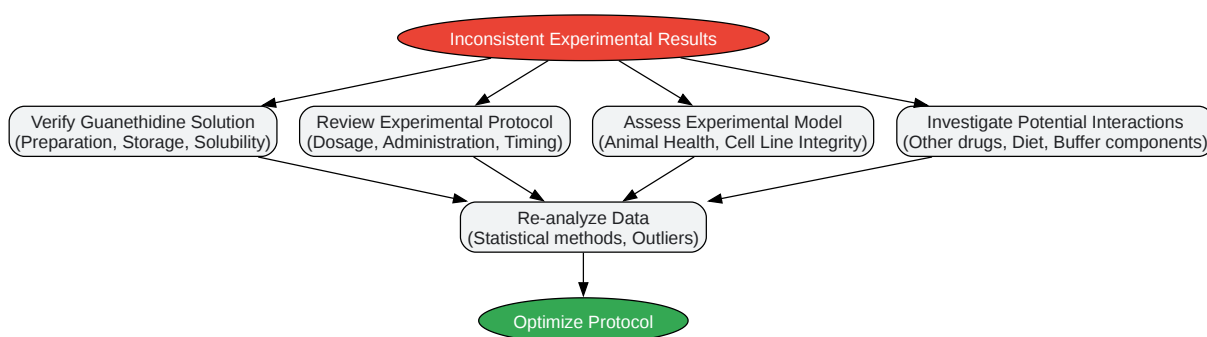 Inconsistent Experimental Results
Verify Guanethidine Solution
(Preparation, Storage, Solubility)
Review Experimental Protocol
(Dosage, Administration, Timing)
Assess Experimental Model
(Animal Health, Cell Line Integrity)
Investigate Potential Interactions
(Other drugs, Diet, Buffer components)
Re-analyze Data
(Statistical methods, Outliers)
Optimize Protocol